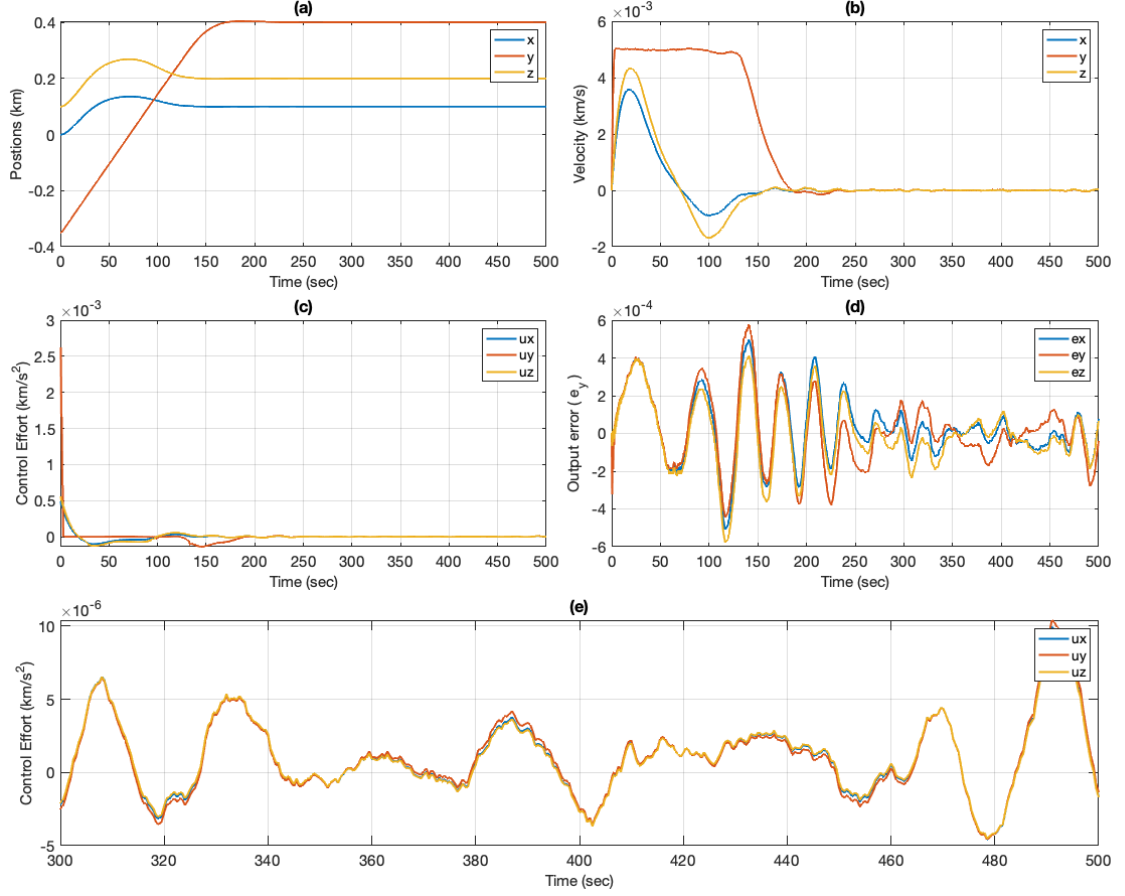 (a)
0.4
0.2
0
-0.2
-0.4
Postions (km)
x
y
z
0 50 100 150 200 250 300 350 400 450 500
Time (sec)
(b)
×10⁻³
6
4
2
0
-2
Velocity (km/s)
x
y
z
0 50 100 150 200 250 300 350 400 450 500
Time (sec)
(c)
×10⁻³
3
2.5
2
1.5
1
0.5
0
Control Effort (km/s²)
ux
uy
uz
0 50 100 150 200 250 300 350 400 450 500
Time (sec)
(d)
×10⁻⁴
6
4
2
0
-2
-4
-6
Output error ( e_y )
ex
ey
ez
0 50 100 150 200 250 300 350 400 450 500
Time (sec)
(e)
×10⁻⁶
10
5
0
-5
Control Effort (km/s²)
ux
uy
uz
300 320 340 360 380 400 420 440 460 480 500
Time (sec)